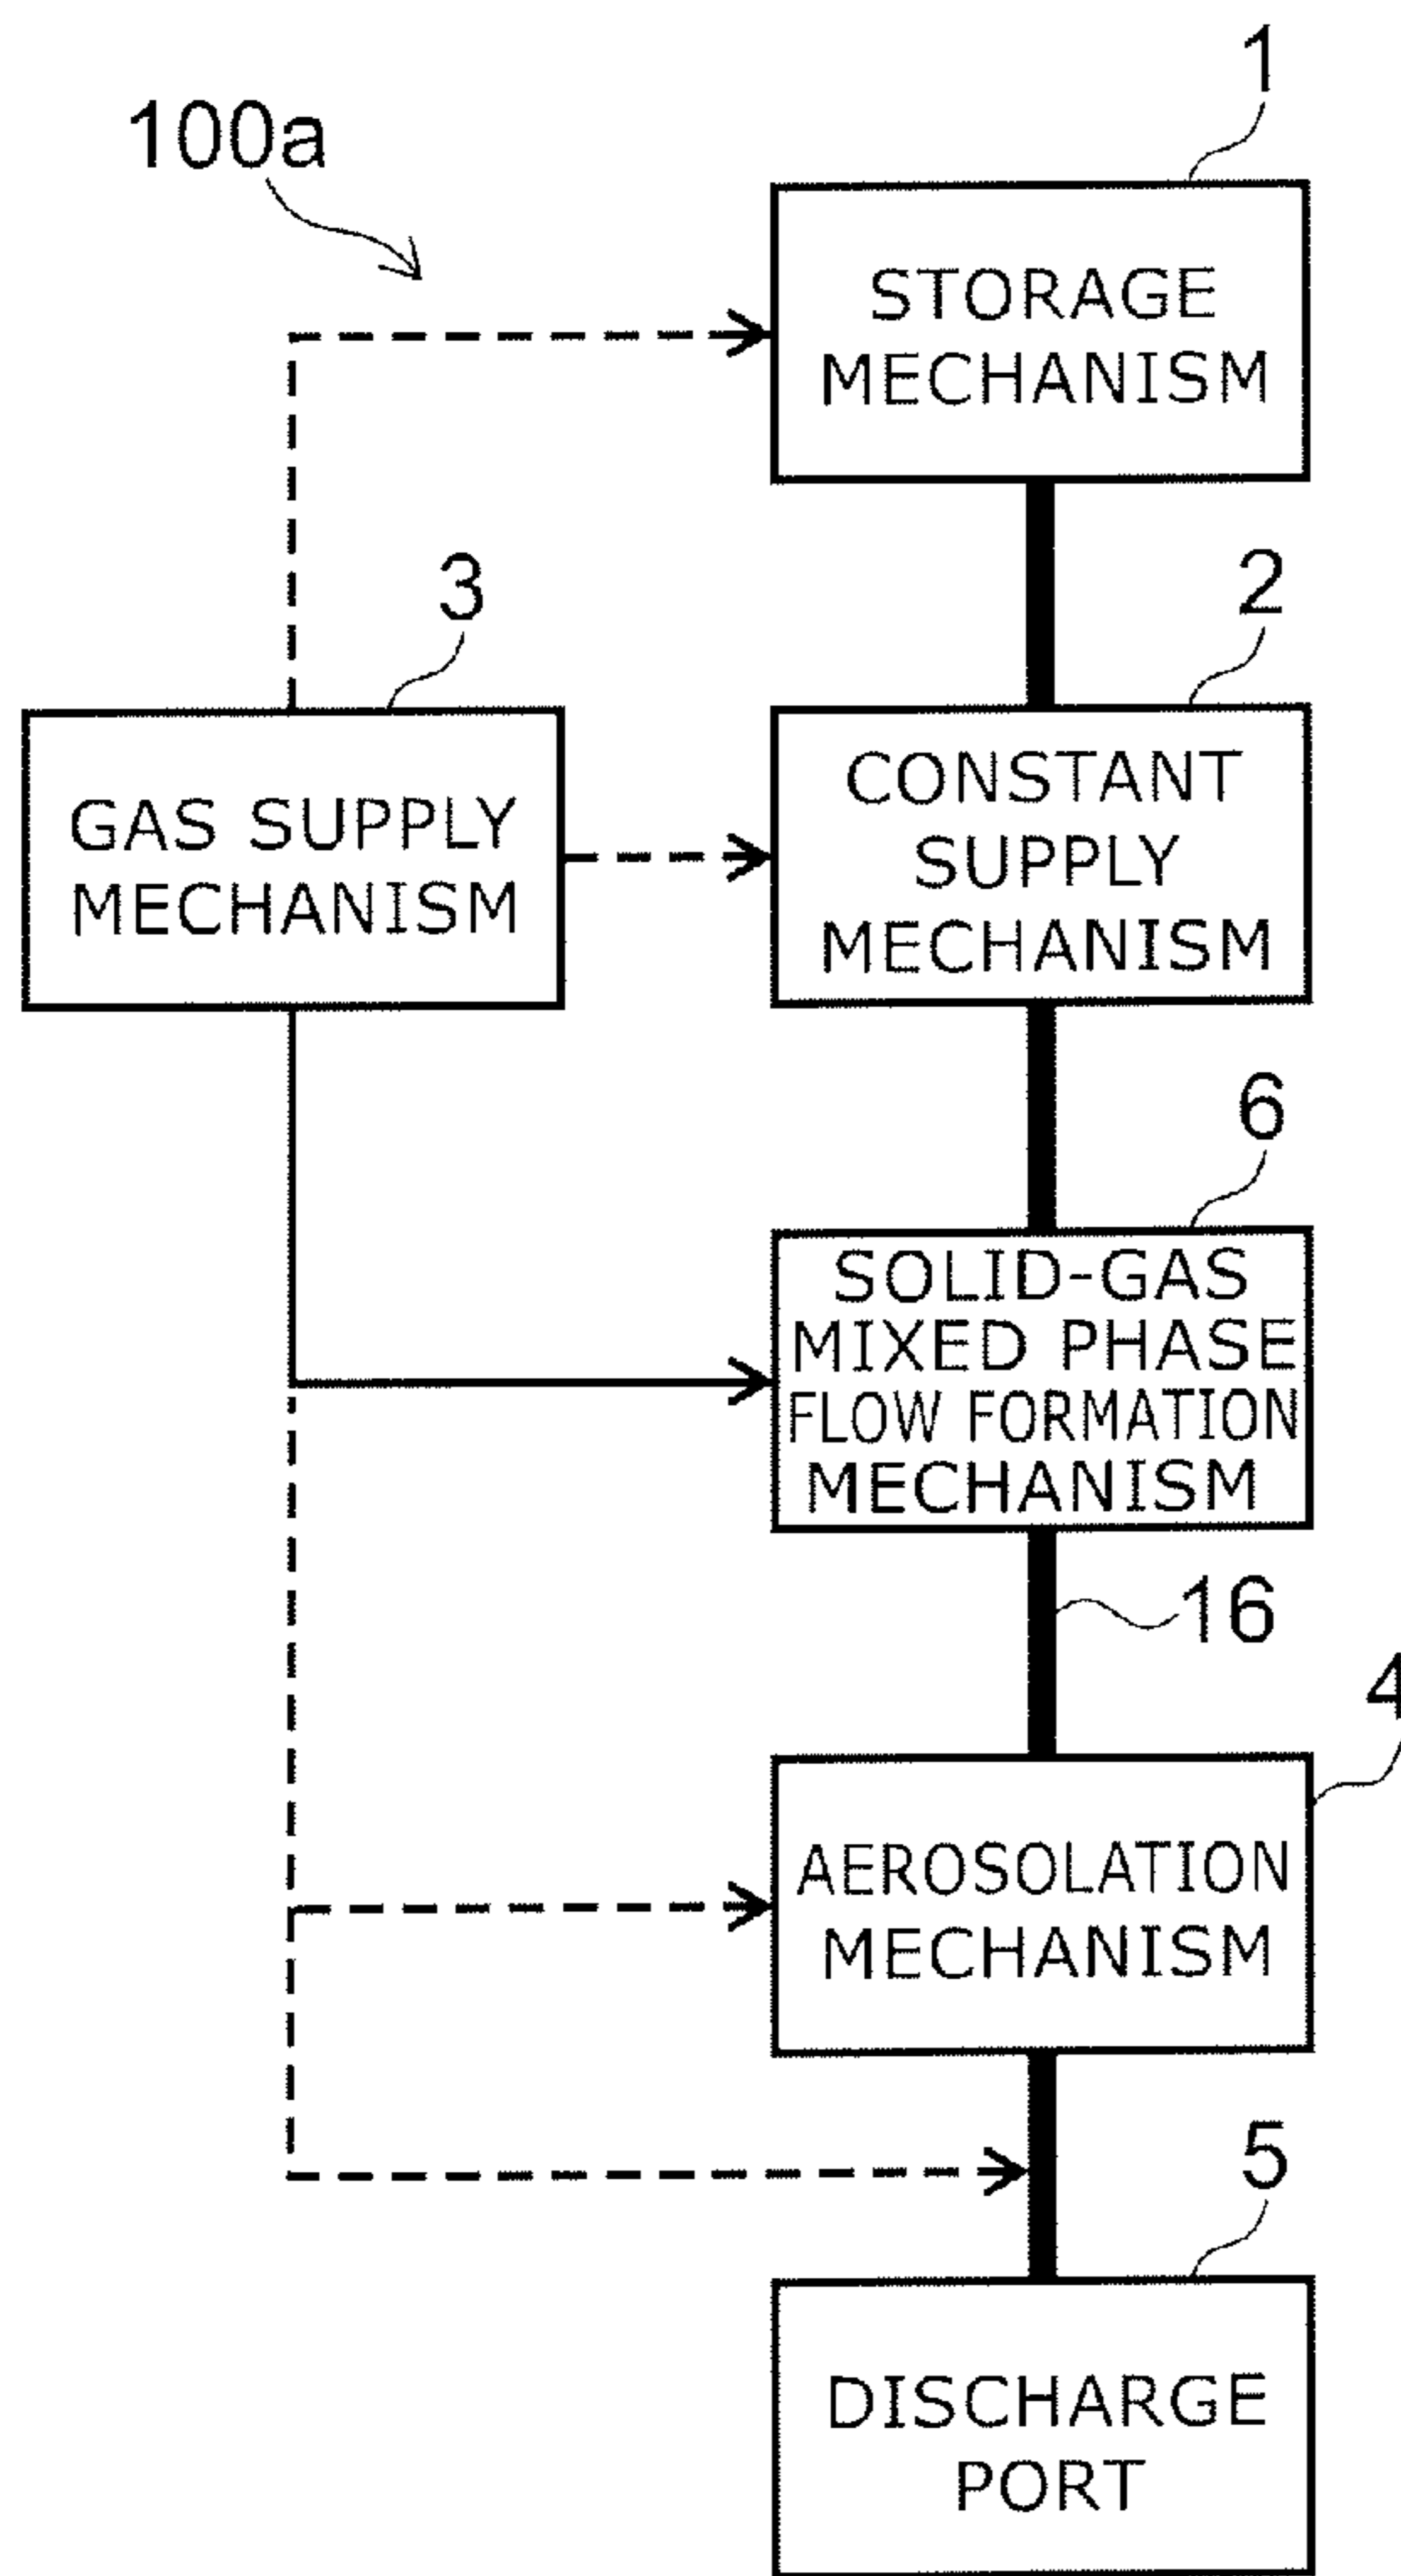 1
100a
STORAGE
MECHANISM
3
2
GAS SUPPLY
MECHANISM
CONSTANT
SUPPLY
MECHANISM
6
SOLID-GAS
MIXED PHASE
FLOW FORMATION
MECHANISM
16
4
AEROSOLATION
MECHANISM
5
DISCHARGE
PORT